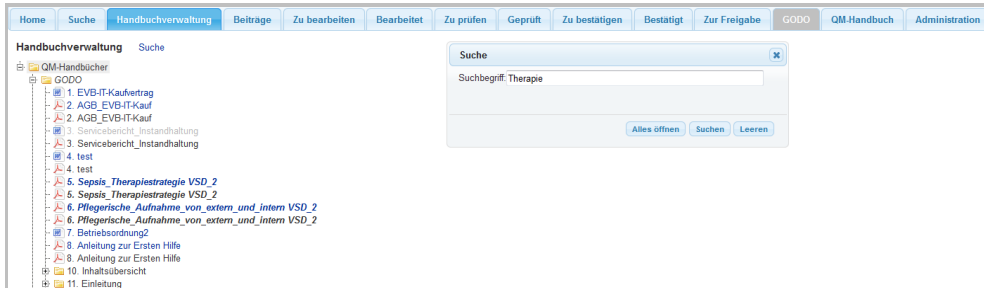 Home Suche Handbuchverwaltung Beiträge Zu bearbeiten Bearbeitet Zu prüfen Geprüft Zu bestätigen Bestätigt Zur Freigabe GODO QM-Handbuch Administration
Handbuchverwaltung Suche
QM-Handbücher
GODO
1. EVB-IT-Kaufvertrag
2. AGB_EVB-IT-Kauf
2. AGB_EVB-IT-Kauf
3. Servicebericht_Instandhaltung
3. Servicebericht_Instandhaltung
4. test
4. test
5. Sepsis_Therapiestrategie VSD_2
5. Sepsis_Therapiestrategie VSD_2
6. Pflegerische_Aufnahme_von_extern_und_intern VSD_2
6. Pflegerische_Aufnahme_von_extern_und_intern VSD_2
7. Betriebsordnung2
8. Anleitung zur Ersten Hilfe
8. Anleitung zur Ersten Hilfe
10. Inhaltsübersicht
11. Einleitung
Suche
Suchbegriff: Therapie
Alles öffnen Suchen Leeren